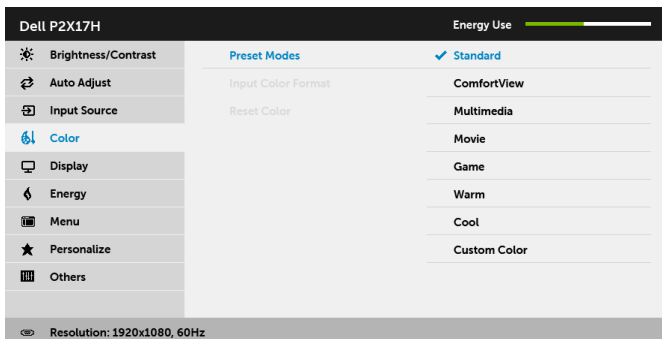 Dell P2X17H Energy Use
Brightness/Contrast Preset Modes Standard
Auto Adjust Input Color Format ComfortView
Input Source Reset Color Multimedia
Color Movie
Display Game
Energy Warm
Menu Cool
Personalize Custom Color
Others
Resolution: 1920x1080, 60Hz